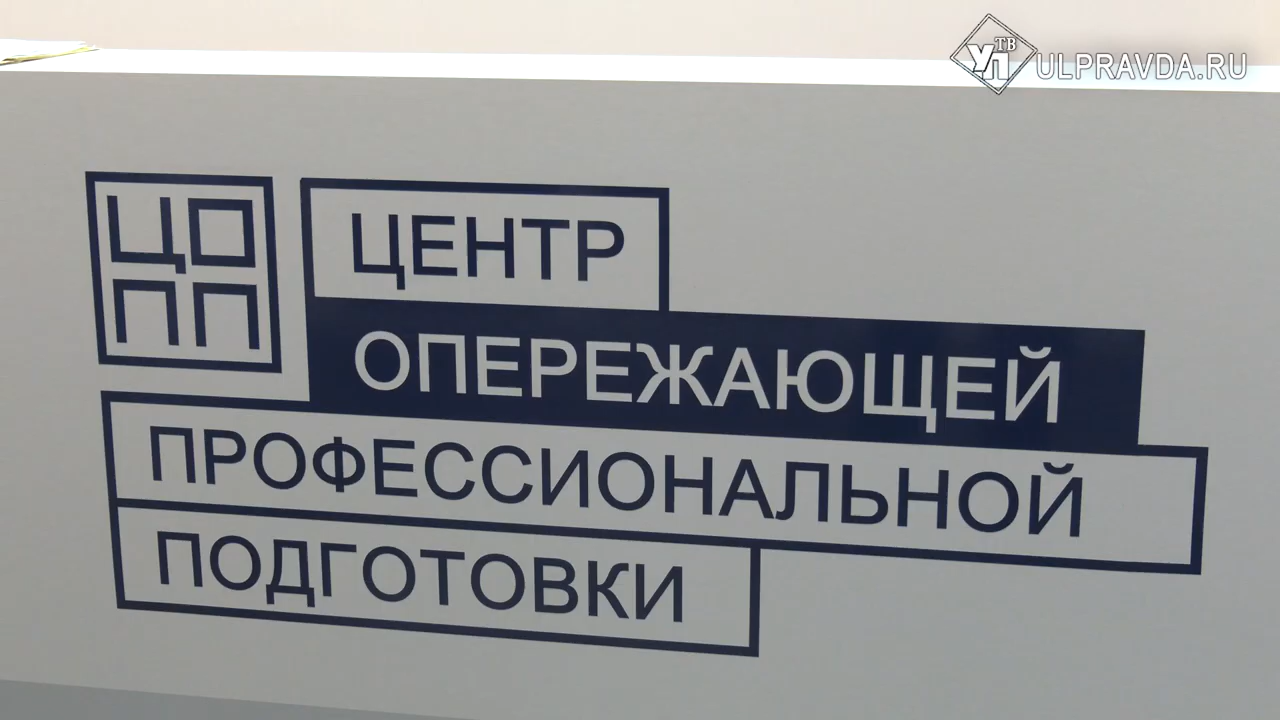 УП ТВ ULPRAVDA.RU
ЦО
ПП
ЦЕНТР
ОПЕРЕЖАЮЩЕЙ
ПРОФЕССИОНАЛЬНОЙ
ПОДГОТОВКИ